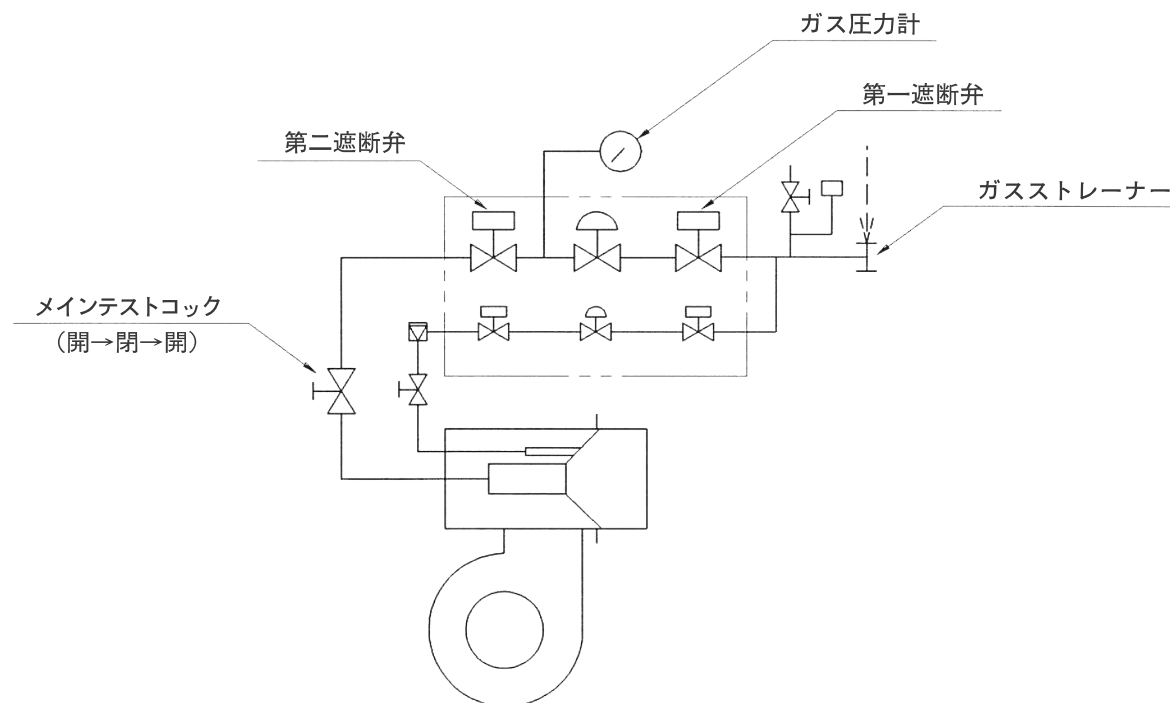 ガス圧力計
第一遮断弁
第二遮断弁
ガスストレーナー
メインテストコック
（開→閉→開）